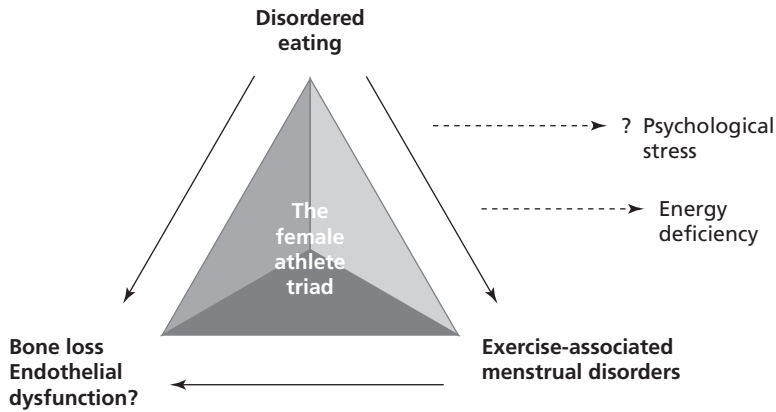 Disordered
eating
? Psychological
stress
Energy
deficiency
The
female
athlete
triad
Bone loss
Endothelial
dysfunction?
Exercise-associated
menstrual disorders